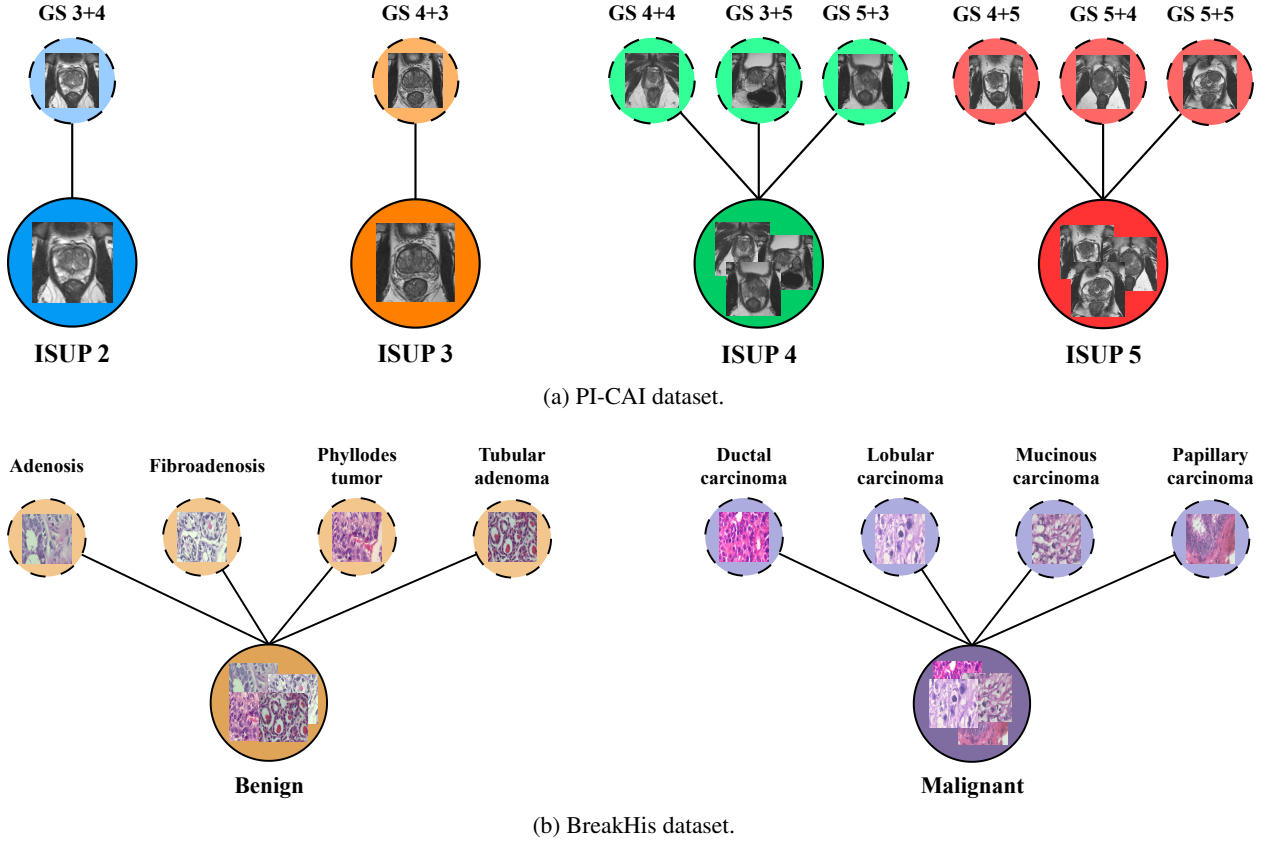 GS 3+4
GS 4+3
GS 4+4
GS 3+5
GS 5+3
GS 4+5
GS 5+4
GS 5+5
ISUP 2
ISUP 3
ISUP 4
ISUP 5
(a) PI-CAI dataset.
Adenosis
Fibroadenosis
Phyllodes
tumor
Tubular
adenoma
Ductal
carcinoma
Lobular
carcinoma
Mucinous
carcinoma
Papillary
carcinoma
Benign
Malignant
(b) BreakHis dataset.